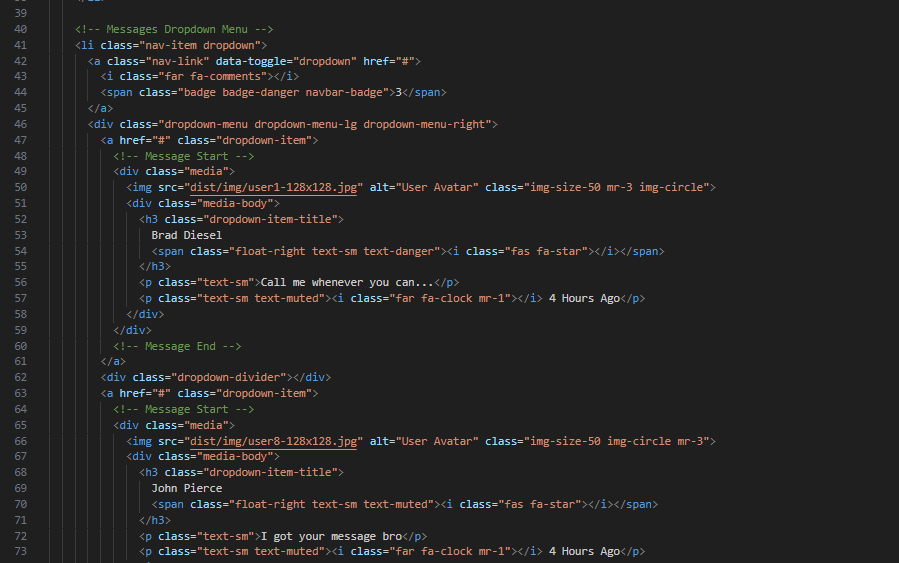 39
40 <!-- Messages Dropdown Menu -->
41 <li class="nav-item dropdown">
42 <a class="nav-link" data-toggle="dropdown" href="#">
43 <i class="far fa-comments"></i>
44 <span class="badge badge-danger navbar-badge">3</span>
45 </a>
46 <div class="dropdown-menu dropdown-menu-lg dropdown-menu-right">
47 <a href="#" class="dropdown-item">
48 <!-- Message Start -->
49 <div class="media">
50 <img src="dist/img/user1-128x128.jpg" alt="User Avatar" class="img-size-50 mr-3 img-circle">
51 <div class="media-body">
52 <h3 class="dropdown-item-title">
53 Brad Diesel
54 <span class="float-right text-sm text-danger"><i class="fas fa-star"></i></span>
55 </h3>
56 <p class="text-sm">Call me whenever you can...</p>
57 <p class="text-sm text-muted"><i class="far fa-clock mr-1"></i> 4 Hours Ago</p>
58 </div>
59 </div>
60 <!-- Message End -->
61 </a>
62 <div class="dropdown-divider"></div>
63 <a href="#" class="dropdown-item">
64 <!-- Message Start -->
65 <div class="media">
66 <img src="dist/img/user8-128x128.jpg" alt="User Avatar" class="img-size-50 img-circle mr-3">
67 <div class="media-body">
68 <h3 class="dropdown-item-title">
69 John Pierce
70 <span class="float-right text-sm text-muted"><i class="fas fa-star"></i></span>
71 </h3>
72 <p class="text-sm">I got your message bro</p>
73 <p class="text-sm text-muted"><i class="far fa-clock mr-1"></i> 4 Hours Ago</p>